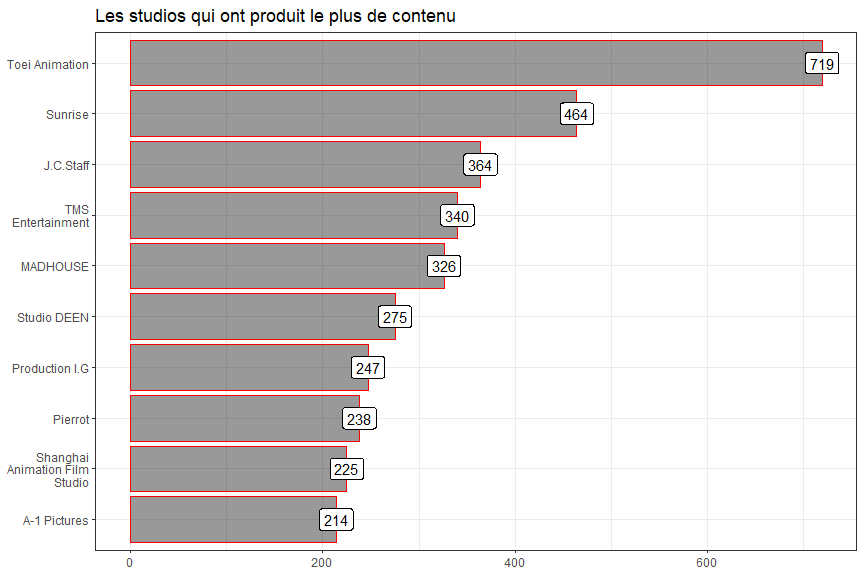 Les studios qui ont produit le plus de contenu
Toei Animation
719
Sunrise
464
J.C.Staff
364
TMS
Entertainment
340
MADHOUSE
326
Studio DEEN
275
Production I.G
247
Pierrot
238
Shanghai
Animation Film
Studio
225
A-1 Pictures
214
0
200
400
600